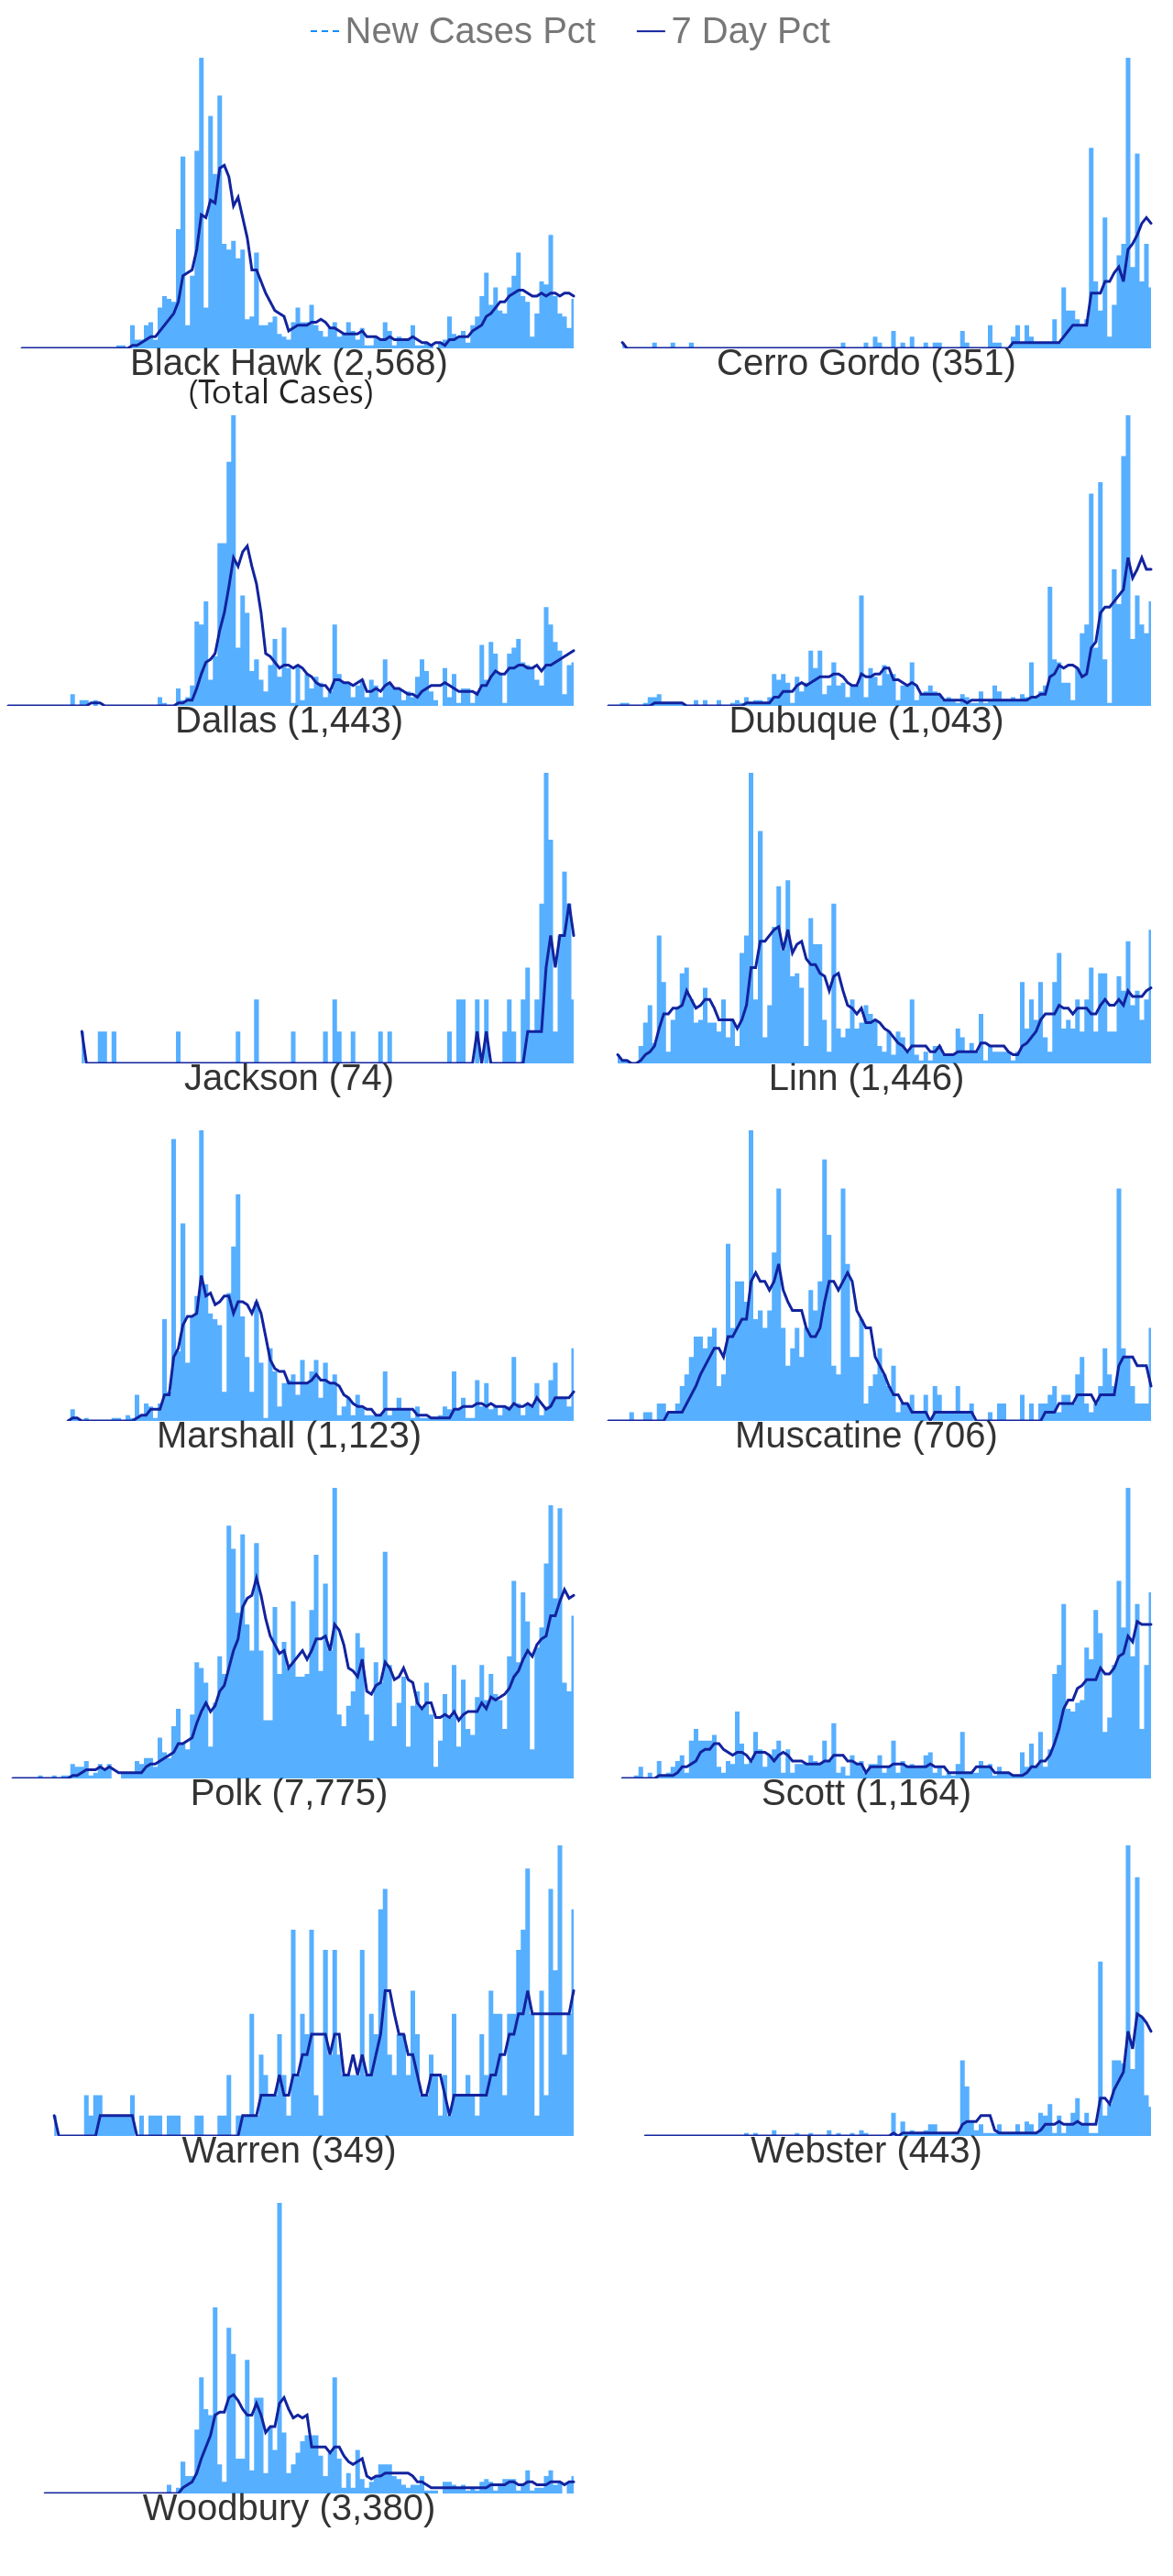 New Cases Pct 7 Day Pct
Black Hawk (2,568) Cerro Gordo (351)
(Total Cases)
Dallas (1,443) Dubuque (1,043)
Jackson (74) Linn (1,446)
Marshall (1,123) Muscatine (706)
Polk (7,775) Scott (1,164)
Warren (349) Webster (443)
Woodbury (3,380)